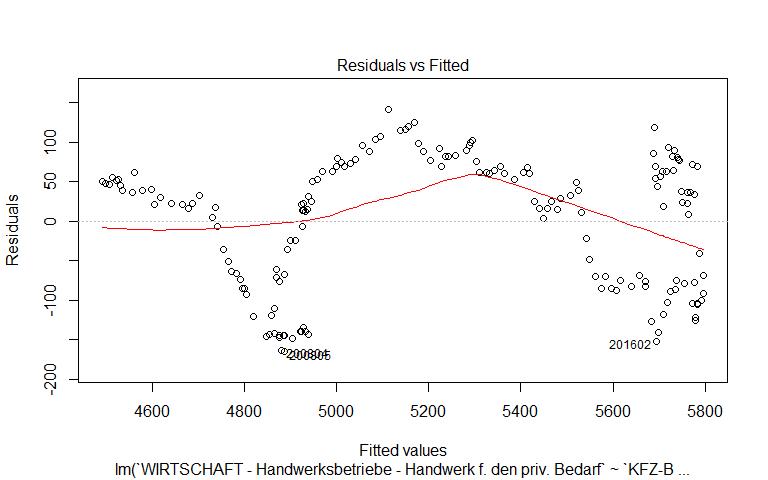 Residuals vs Fitted
Residuals
100
50
0
-100
-200
200805
201602
4600 4800 5000 5200 5400 5600 5800
Fitted values
lm(`WIRTSCHAFT - Handwerksbetriebe - Handwerk f. den priv. Bedarf` ~ `KFZ-B ...